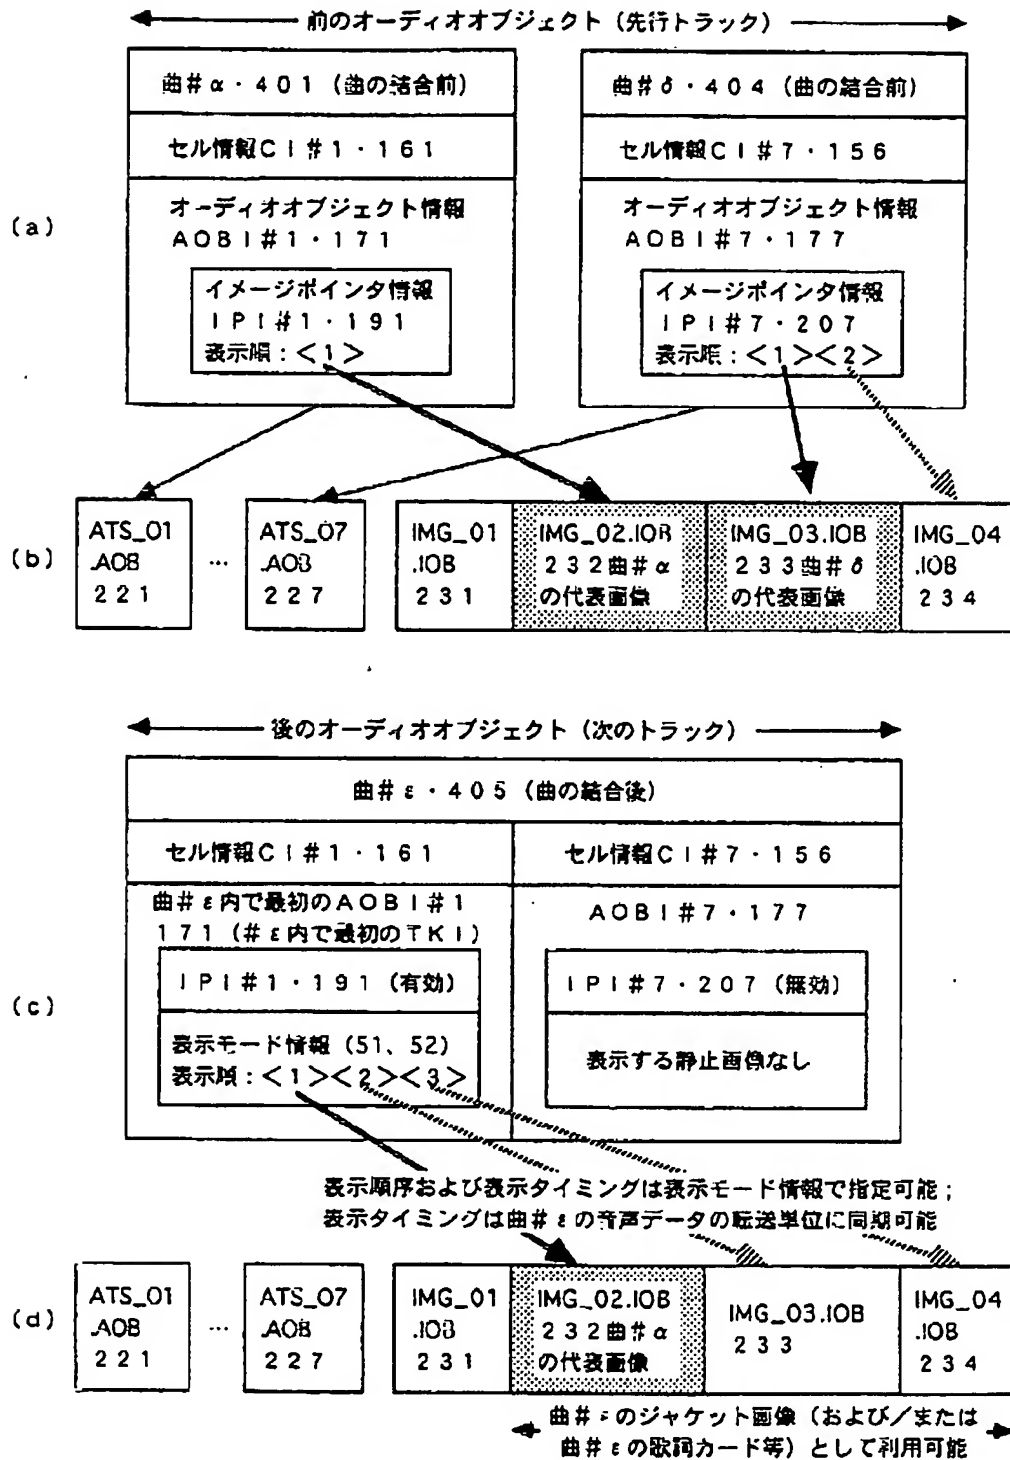 前のオーディオオブジェクト（先行トラック）
曲＃α・４０１（曲の結合前）
セル情報ＣＩ＃１・１６１
オーディオオブジェクト情報
ＡＯＢＩ＃１・１７１
イメージポインタ情報
ＩＰＩ＃１・１９１
表示順：＜１＞
曲＃δ・４０４（曲の結合前）
セル情報ＣＩ＃７・１５６
オーディオオブジェクト情報
ＡＯＢＩ＃７・１７７
イメージポインタ情報
ＩＰＩ＃７・２０７
表示順：＜１＞＜２＞
(a)
(b)
ATS_01
.AOB
２２１
…
ATS_07
.AOB
２２７
IMG_01
.IOB
２３１
IMG_02.IOB
２３２曲＃α
の代表画像
IMG_03.IOB
２３３曲＃δ
の代表画像
IMG_04
.IOB
２３４
後のオーディオオブジェクト（次のトラック）
曲＃ε・４０５（曲の結合後）
セル情報ＣＩ＃１・１６１
曲＃ε内で最初のＡＯＢＩ＃１
１７１（＃ε内で最初のＴＫＩ）
ＩＰＩ＃１・１９１（有効）
表示モード情報（51、52）
表示順：＜１＞＜２＞＜３＞
セル情報ＣＩ＃７・１５６
ＡＯＢＩ＃７・１７７
ＩＰＩ＃７・２０７（無効）
表示する静止画像なし
(c)
表示順序および表示タイミングは表示モード情報で指定可能；
表示タイミングは曲＃εの音声データの転送単位に同期可能
(d)
ATS_01
.AOB
２２１
…
ATS_07
.AOB
２２７
IMG_01
.IOB
２３１
IMG_02.IOB
２３２曲＃α
の代表画像
IMG_03.IOB
２３３
IMG_04
.IOB
２３４
曲＃εのジャケット画像（および／または
曲＃εの歌詞カード等）として利用可能